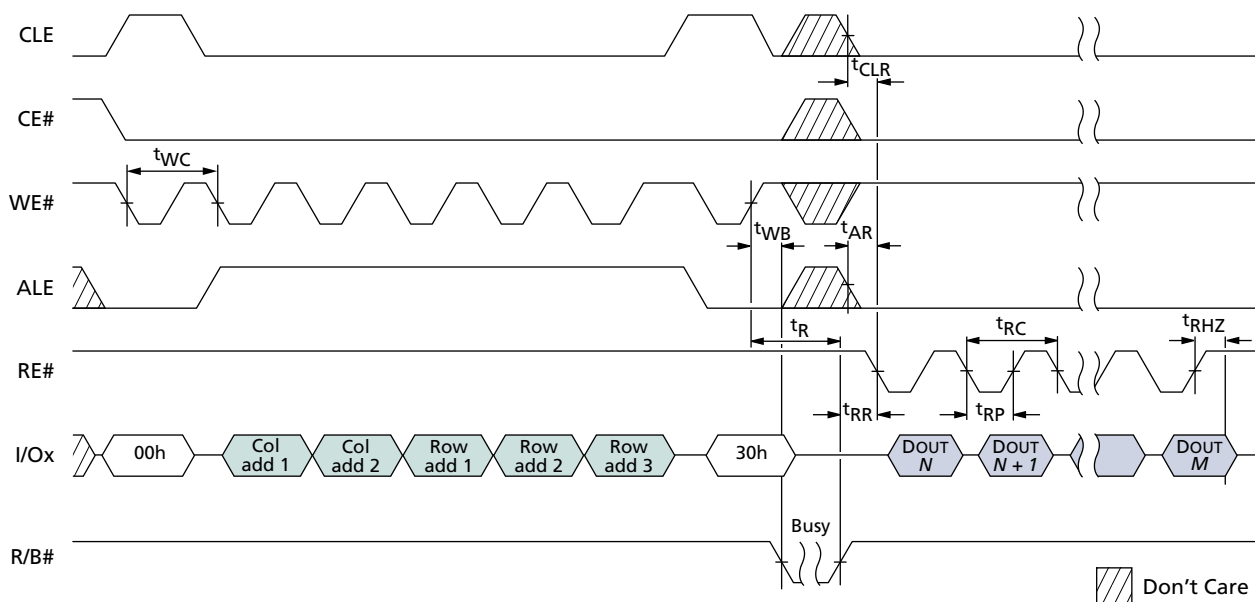 CLE
tCLR
CE#
tWC
WE#
tWB
tAR
ALE
tR
tRC
tRHZ
RE#
tRR
tRP
I/Ox
00h
Col
add 1
Col
add 2
Row
add 1
Row
add 2
Row
add 3
30h
DOUT
N
DOUT
N + 1
DOUT
M
Busy
R/B#
Don't Care